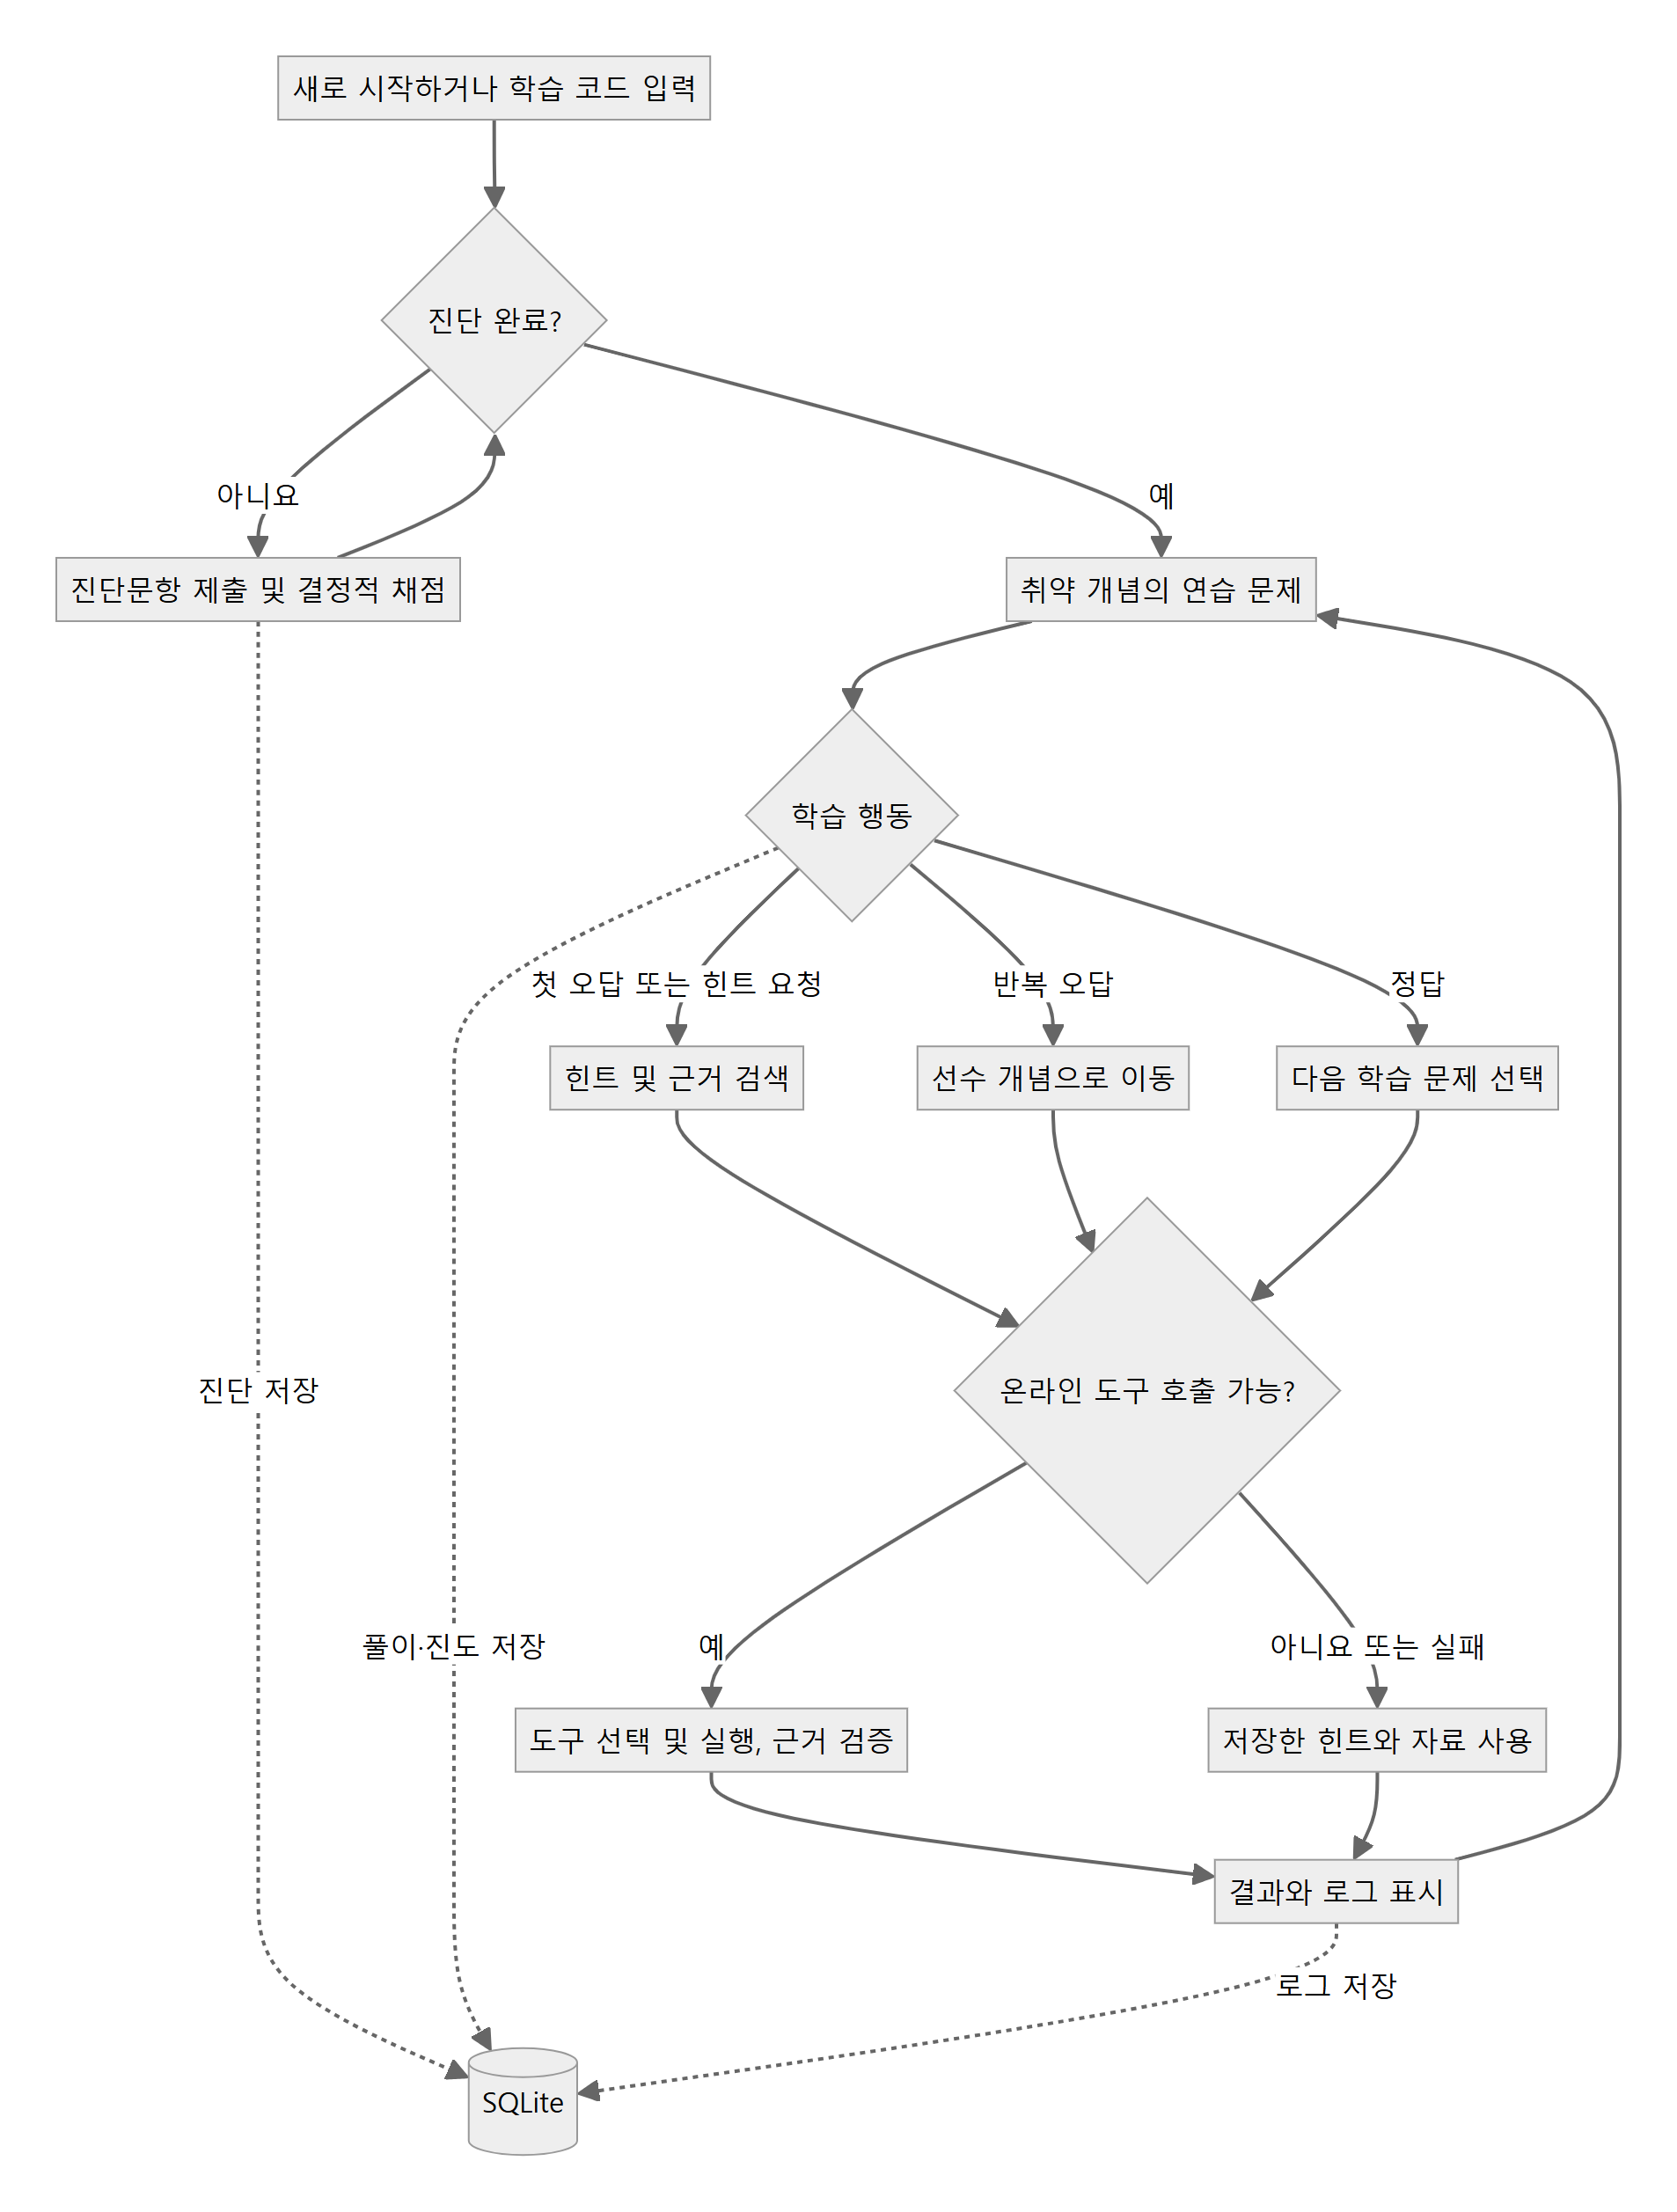 새로 시작하거나 학습 코드 입력
진단 완료?
아니요
예
진단문항 제출 및 결정적 채점
취약 개념의 연습 문제
학습 행동
첫 오답 또는 힌트 요청
반복 오답
정답
힌트 및 근거 검색
선수 개념으로 이동
다음 학습 문제 선택
진단 저장
온라인 도구 호출 가능?
풀이·진도 저장
예
아니요 또는 실패
도구 선택 및 실행, 근거 검증
저장한 힌트와 자료 사용
결과와 로그 표시
로그 저장
SQLite